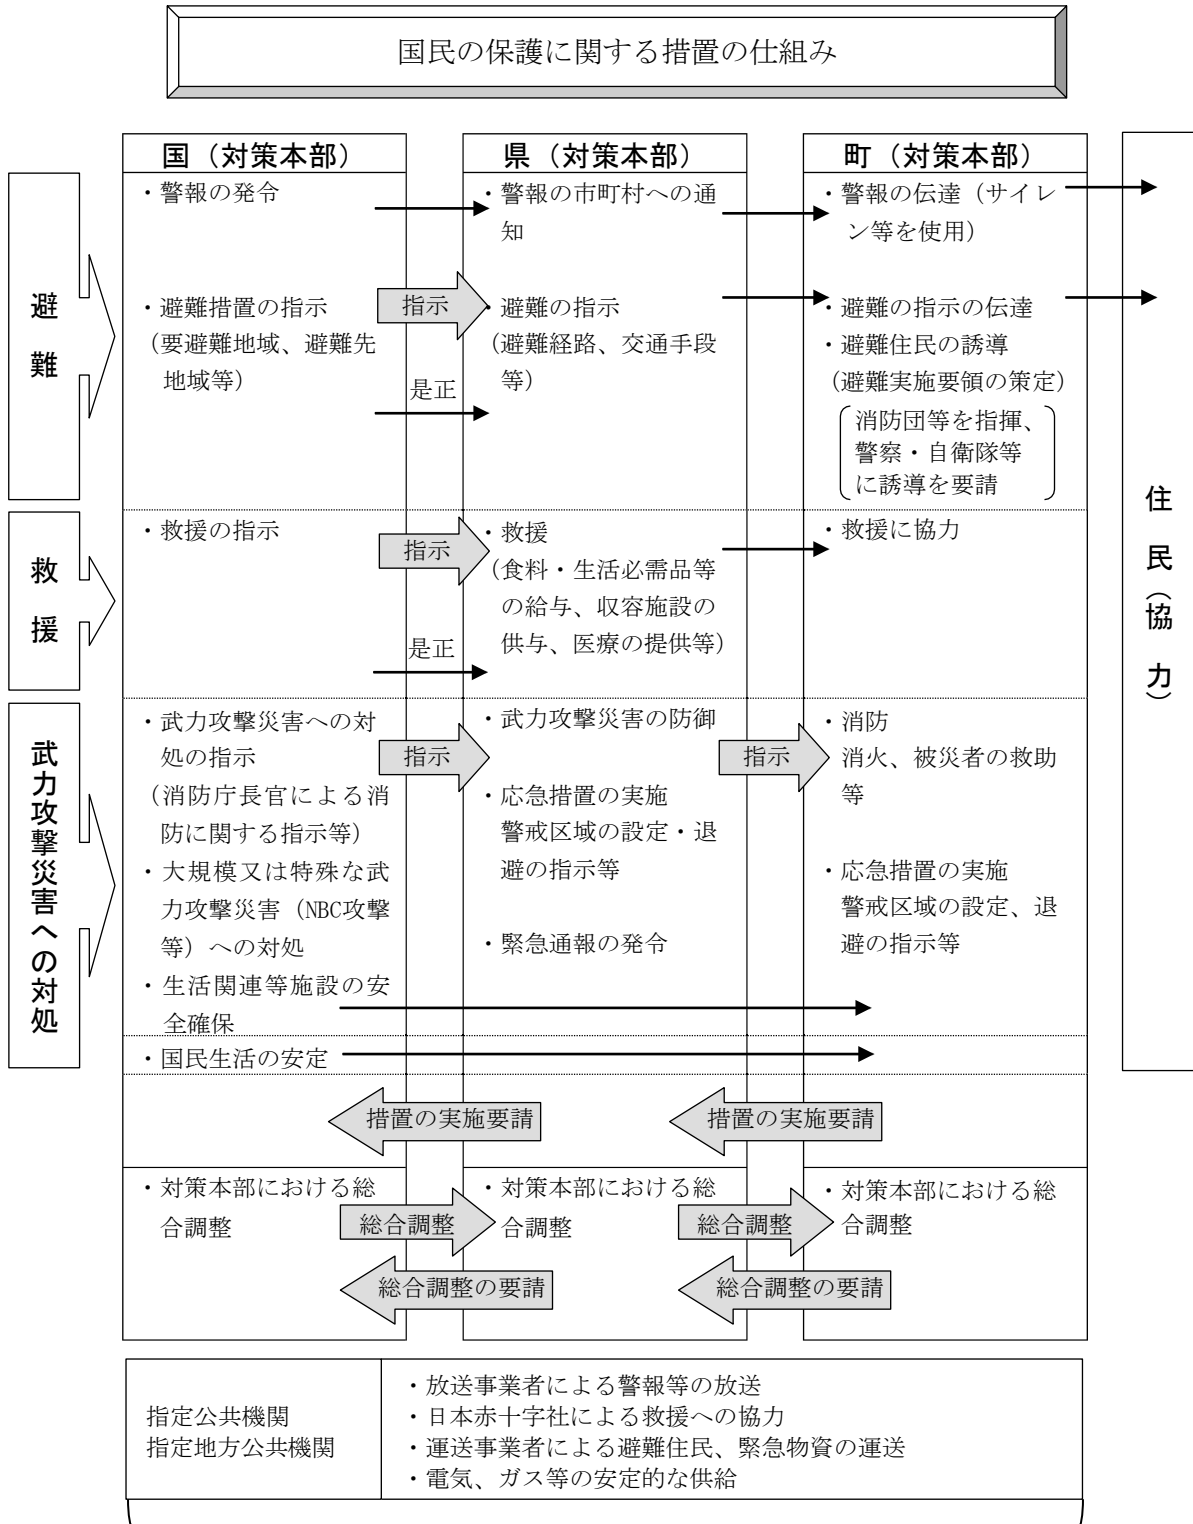 国民の保護に関する措置の仕組み
国（対策本部）
県（対策本部）
町（対策本部）
避難
・警報の発令
・警報の市町村への通
知
・警報の伝達（サイレ
ン等を使用）
・避難措置の指示
（要避難地域、避難先
地域等）
指示
是正
・避難の指示
（避難経路、交通手段
等）
・避難の指示の伝達
・避難住民の誘導
（避難実施要領の策定）
消防団等を指揮、
警察・自衛隊等
に誘導を要請
救援
・救援の指示
指示
是正
・救援
（食料・生活必需品等
の給与、収容施設の
供与、医療の提供等）
・救援に協力
武力攻撃災害への対処
・武力攻撃災害への対
処の指示
（消防庁長官による消
防に関する指示等）
・大規模又は特殊な武
力攻撃災害（NBC攻撃
等）への対処
・生活関連等施設の安
全確保
指示
・武力攻撃災害の防御
・応急措置の実施
警戒区域の設定・退
避の指示等
・緊急通報の発令
指示
・消防
消火、被災者の救助
等
・応急措置の実施
警戒区域の設定、退
避の指示等
・国民生活の安定
措置の実施要請
措置の実施要請
・対策本部における総
合調整
総合調整
・対策本部における総
合調整
総合調整
・対策本部における総
合調整
総合調整の要請
総合調整の要請
住民（協力）
指定公共機関
指定地方公共機関
・放送事業者による警報等の放送
・日本赤十字社による救援への協力
・運送事業者による避難住民、緊急物資の運送
・電気、ガス等の安定的な供給